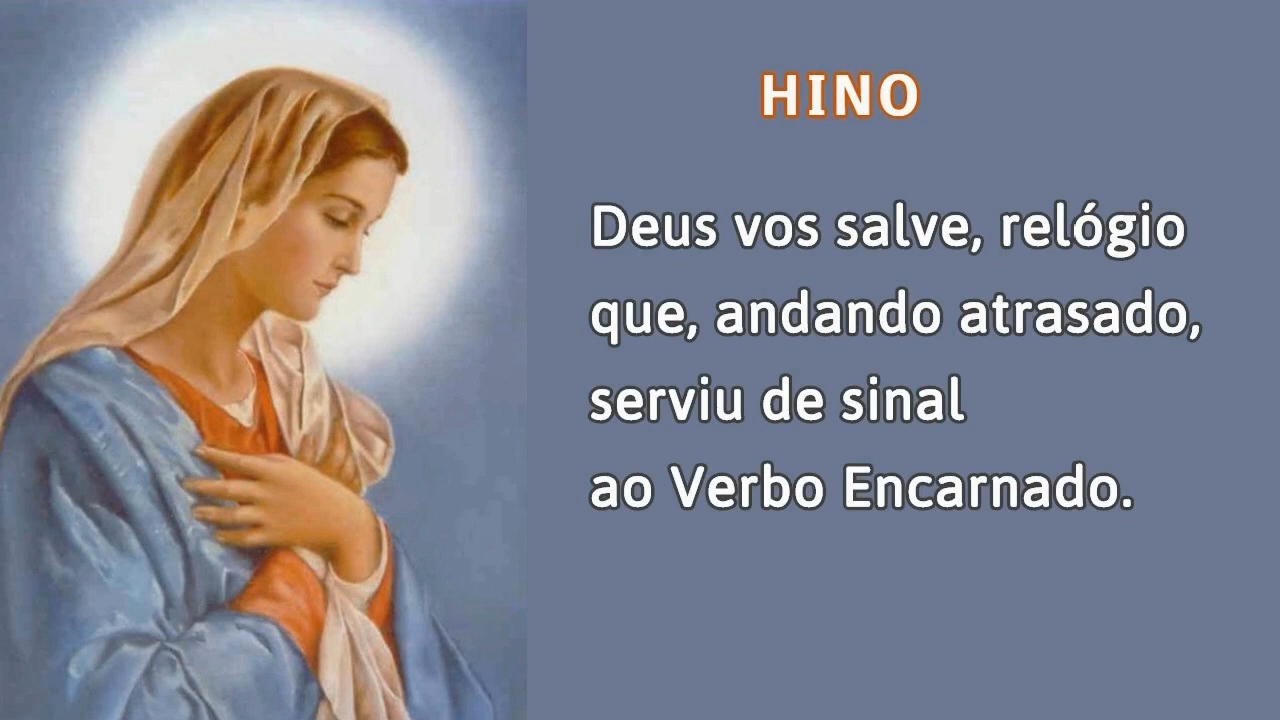 HINO
Deus vos salve, relógio
que, andando atrasado,
serviu de sinal
ao Verbo Encarnado.